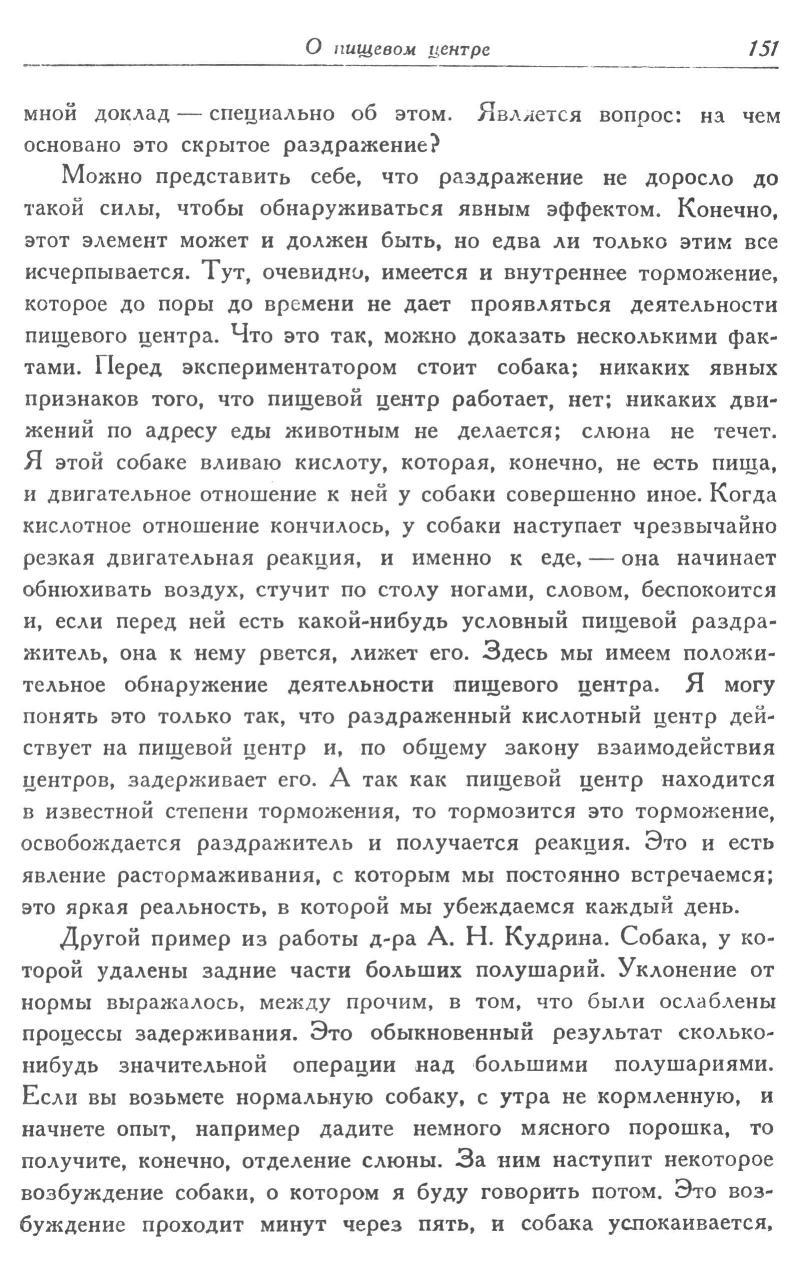 О пищевом центре 151
мной доклад — специально об этом. Является вопрос: на чем
основано это скрытое раздражение?
Можно представить себе, что раздражение не доросло до
такой силы, чтобы обнаруживаться явным эффектом. Конечно,
этот элемент может и должен быть, но едва ли только этим все
исчерпывается. Тут, очевидно, имеется и внутреннее торможение,
которое до поры до времени не дает проявляться деятельности
пищевого центра. Что это так, можно доказать несколькими фак-
тами. Перед экспериментатором стоит собака; никаких явных
признаков того, что пищевой центр работает, нет; никаких дви-
жений по адресу еды животным не делается; слюна не течет.
Я этой собаке вливаю кислоту, которая, конечно, не есть пища,
и двигательное отношение к ней у собаки совершенно иное. Когда
кислотное отношение кончилось, у собаки наступает чрезвычайно
резкая двигательная реакция, и именно к еде, — она начинает
обнюхивать воздух, стучит по столу ногами, словом, беспокоится
и, если перед ней есть какой-нибудь условный пищевой раздра-
житель, она к нему рвется, лижет его. Здесь мы имеем положи-
тельное обнаружение деятельности пищевого центра. Я могу
понять это только так, что раздраженный кислотный центр дей-
ствует на пищевой центр и, по общему закону взаимодействия
центров, задерживает его. А так как пищевой центр находится
в известной степени торможения, то тормозится это торможение,
освобождается раздражитель и получается реакция. Это и есть
явление растормаживания, с которым мы постоянно встречаемся;
это яркая реальность, в которой мы убеждаемся каждый день.
Другой пример из работы д-ра А. Н. Кудрина. Собака, у ко-
торой удалены задние части больших полушарий. Уклонение от
нормы выражалось, между прочим, в том, что были ослаблены
процессы задерживания. Это обыкновенный результат сколько-
нибудь значительной операции над большими полушариями.
Если вы возьмете нормальную собаку, с утра не кормленную, и
начнете опыт, например дадите немного мясного порошка, то
получите, конечно, отделение слюны. За ним наступит некоторое
возбуждение собаки, о котором я буду говорить потом. Это воз-
буждение проходит минут через пять, и собака успокаивается,